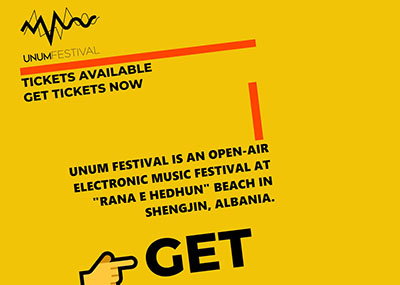 UNUMFESTIVAL
TICKETS AVAILABLE
GET TICKETS NOW
UNUM FESTIVAL IS AN OPEN-AIR
ELECTRONIC MUSIC FESTIVAL AT
"RANA E HEDHUN" BEACH IN
SHENGJIN, ALBANIA.
GET